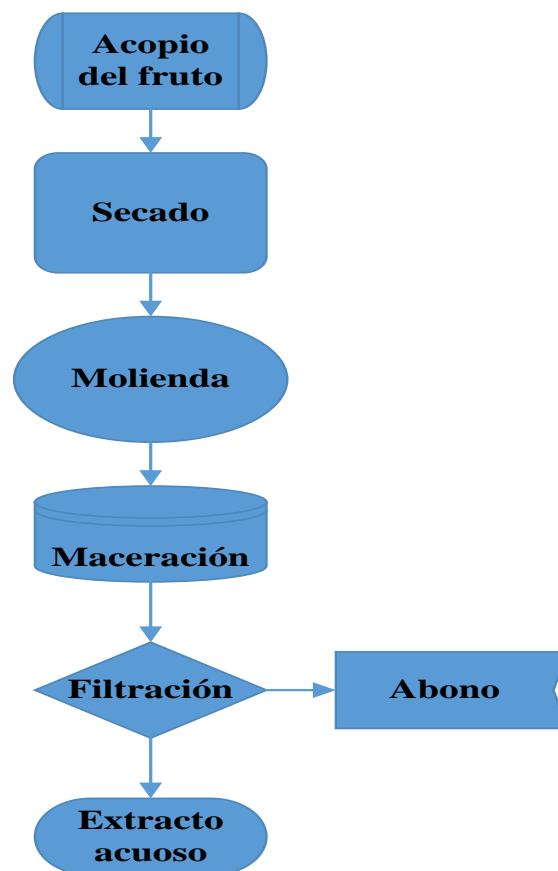 Acopio
del fruto
Secado
Molienda
Maceración
Filtración
Abono
Extracto
acuoso